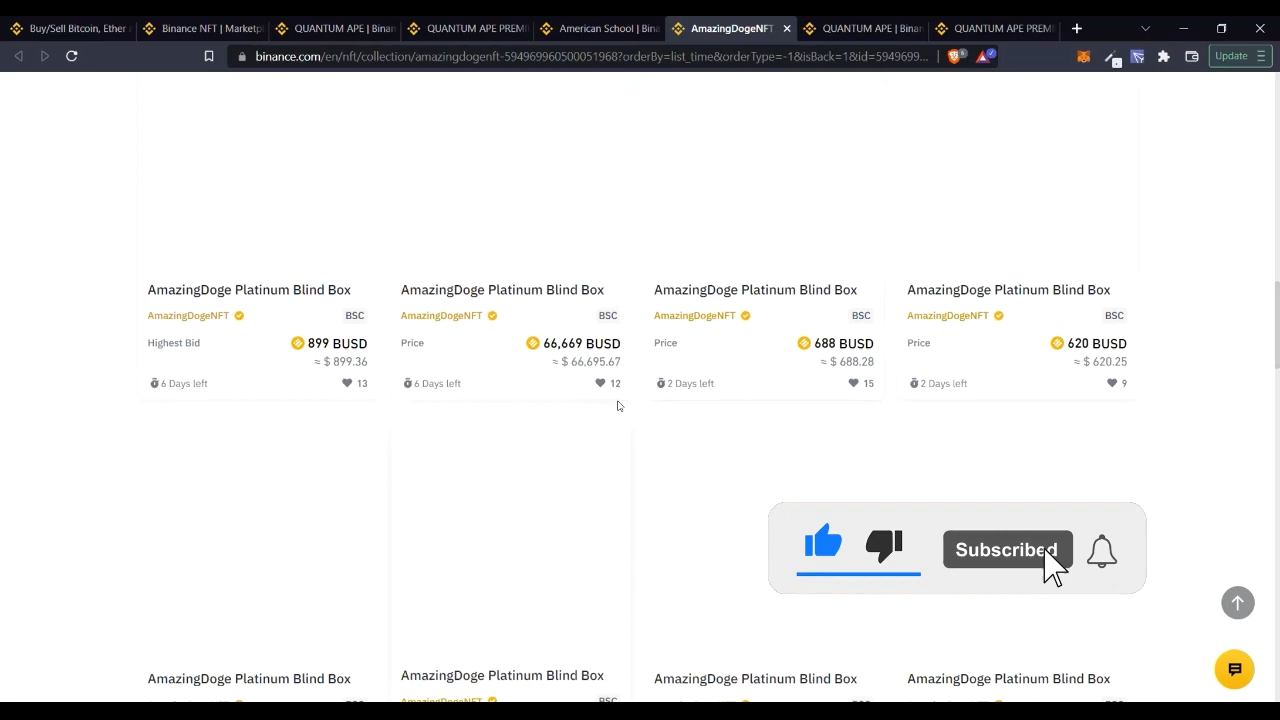 Buy/Sell Bitcoin, Ether
Binance NFT | Marketpl
QUANTUM APE | Binan
QUANTUM APE PREMI
American School | Bina
AmazingDogeNFT
QUANTUM APE | Binan
QUANTUM APE PREM
binance.com/en/nft/collection/amazingdogenft-594969960500051968?orderBy=list_time&orderType=-1&isBack=1&id=5949699...
Update
AmazingDoge Platinum Blind Box
AmazingDogeNFT BSC
Highest Bid 899 BUSD
≈ $ 899.36
6 Days left 13
AmazingDoge Platinum Blind Box
AmazingDogeNFT BSC
Price 66,669 BUSD
≈ $ 66,695.67
6 Days left 12
AmazingDoge Platinum Blind Box
AmazingDogeNFT BSC
Price 688 BUSD
≈ $ 688.28
2 Days left 15
AmazingDoge Platinum Blind Box
AmazingDogeNFT BSC
Price 620 BUSD
≈ $ 620.25
2 Days left 9
Subscribed
AmazingDoge Platinum Blind Box
AmazingDoge Platinum Blind Box
AmazingDogeNFT BSC
AmazingDoge Platinum Blind Box
AmazingDoge Platinum Blind Box